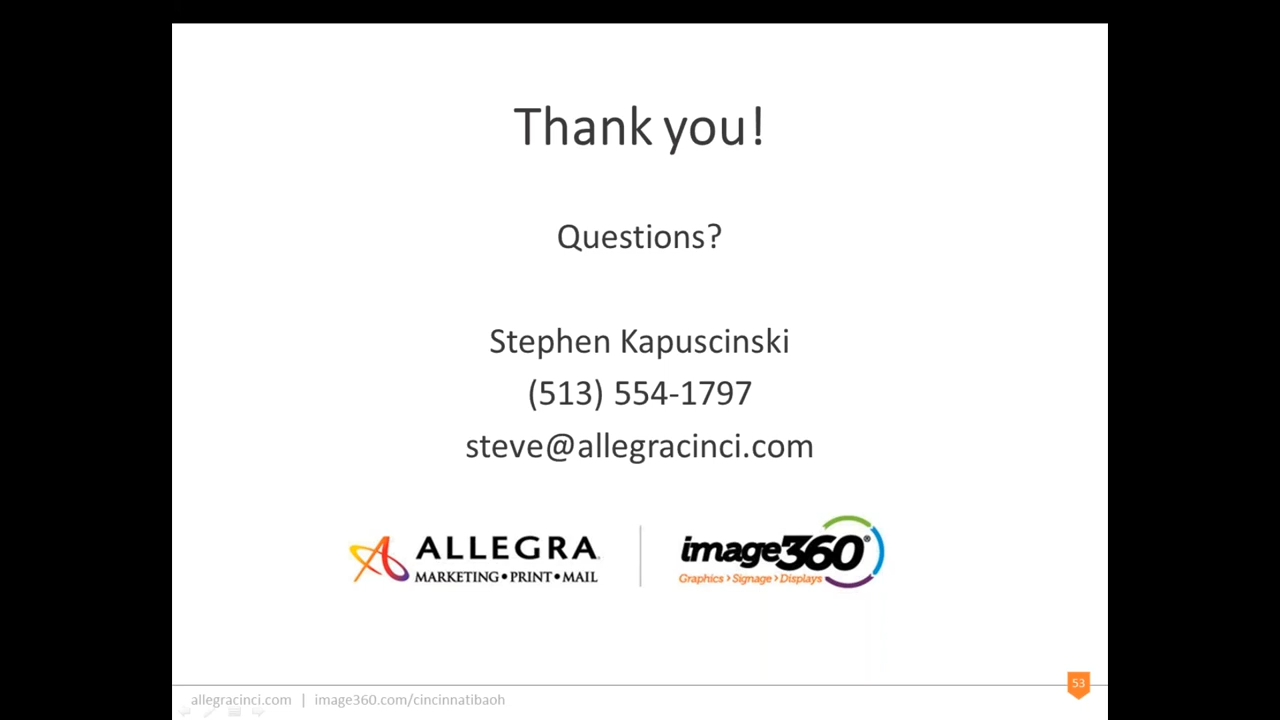 Thank you!
Questions?
Stephen Kapuscinski
(513) 554-1797
steve@allegracinci.com
ALLEGRA
MARKETING•PRINT•MAIL
image360®
Graphics › Signage › Displays
allegracinci.com | image360.com/cincinnatibaoh
53